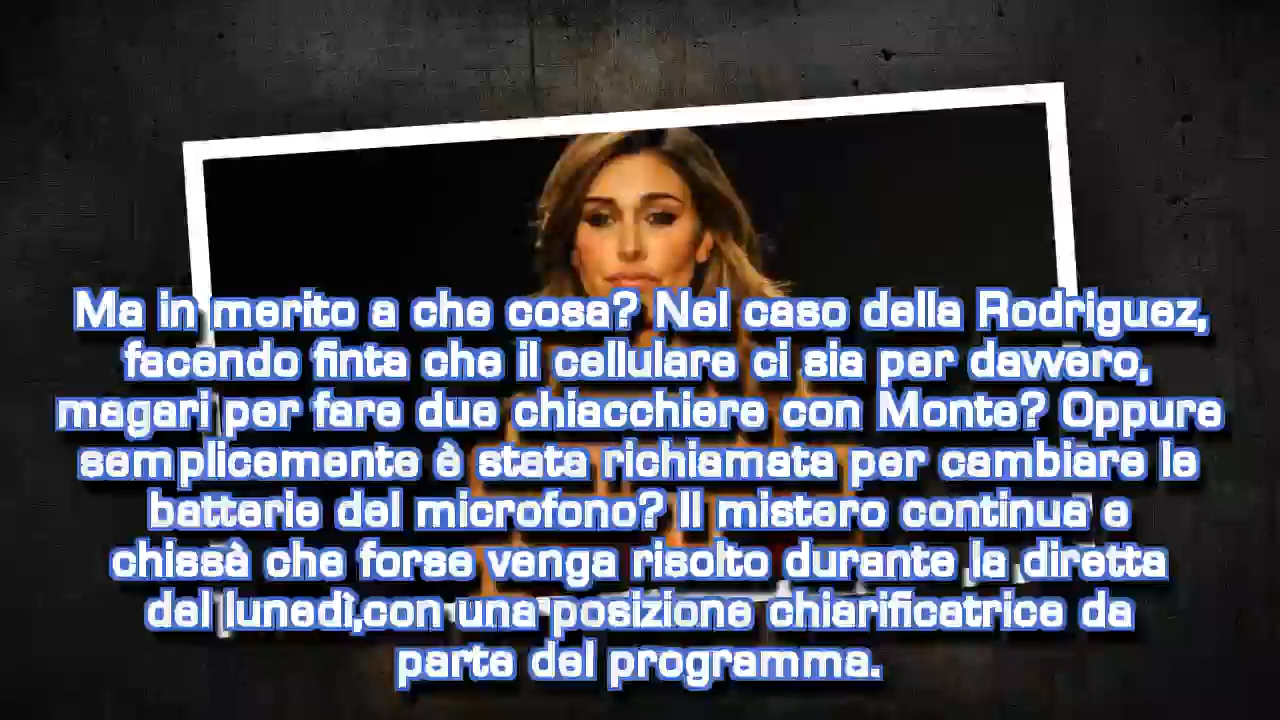 Ma in merito a che cosa? Nel caso della Rodriguez,
facendo finta che il cellulare ci sia per davvero,
magari per fare due chiacchiere con Monte? Oppure
semplicemente è stata richiamata per cambiare le
batterie del microfono? Il mistero continua e
chissà che forse venga risolto durante la diretta
del lunedì,con una posizione chiarificatrice da
parte del programma.